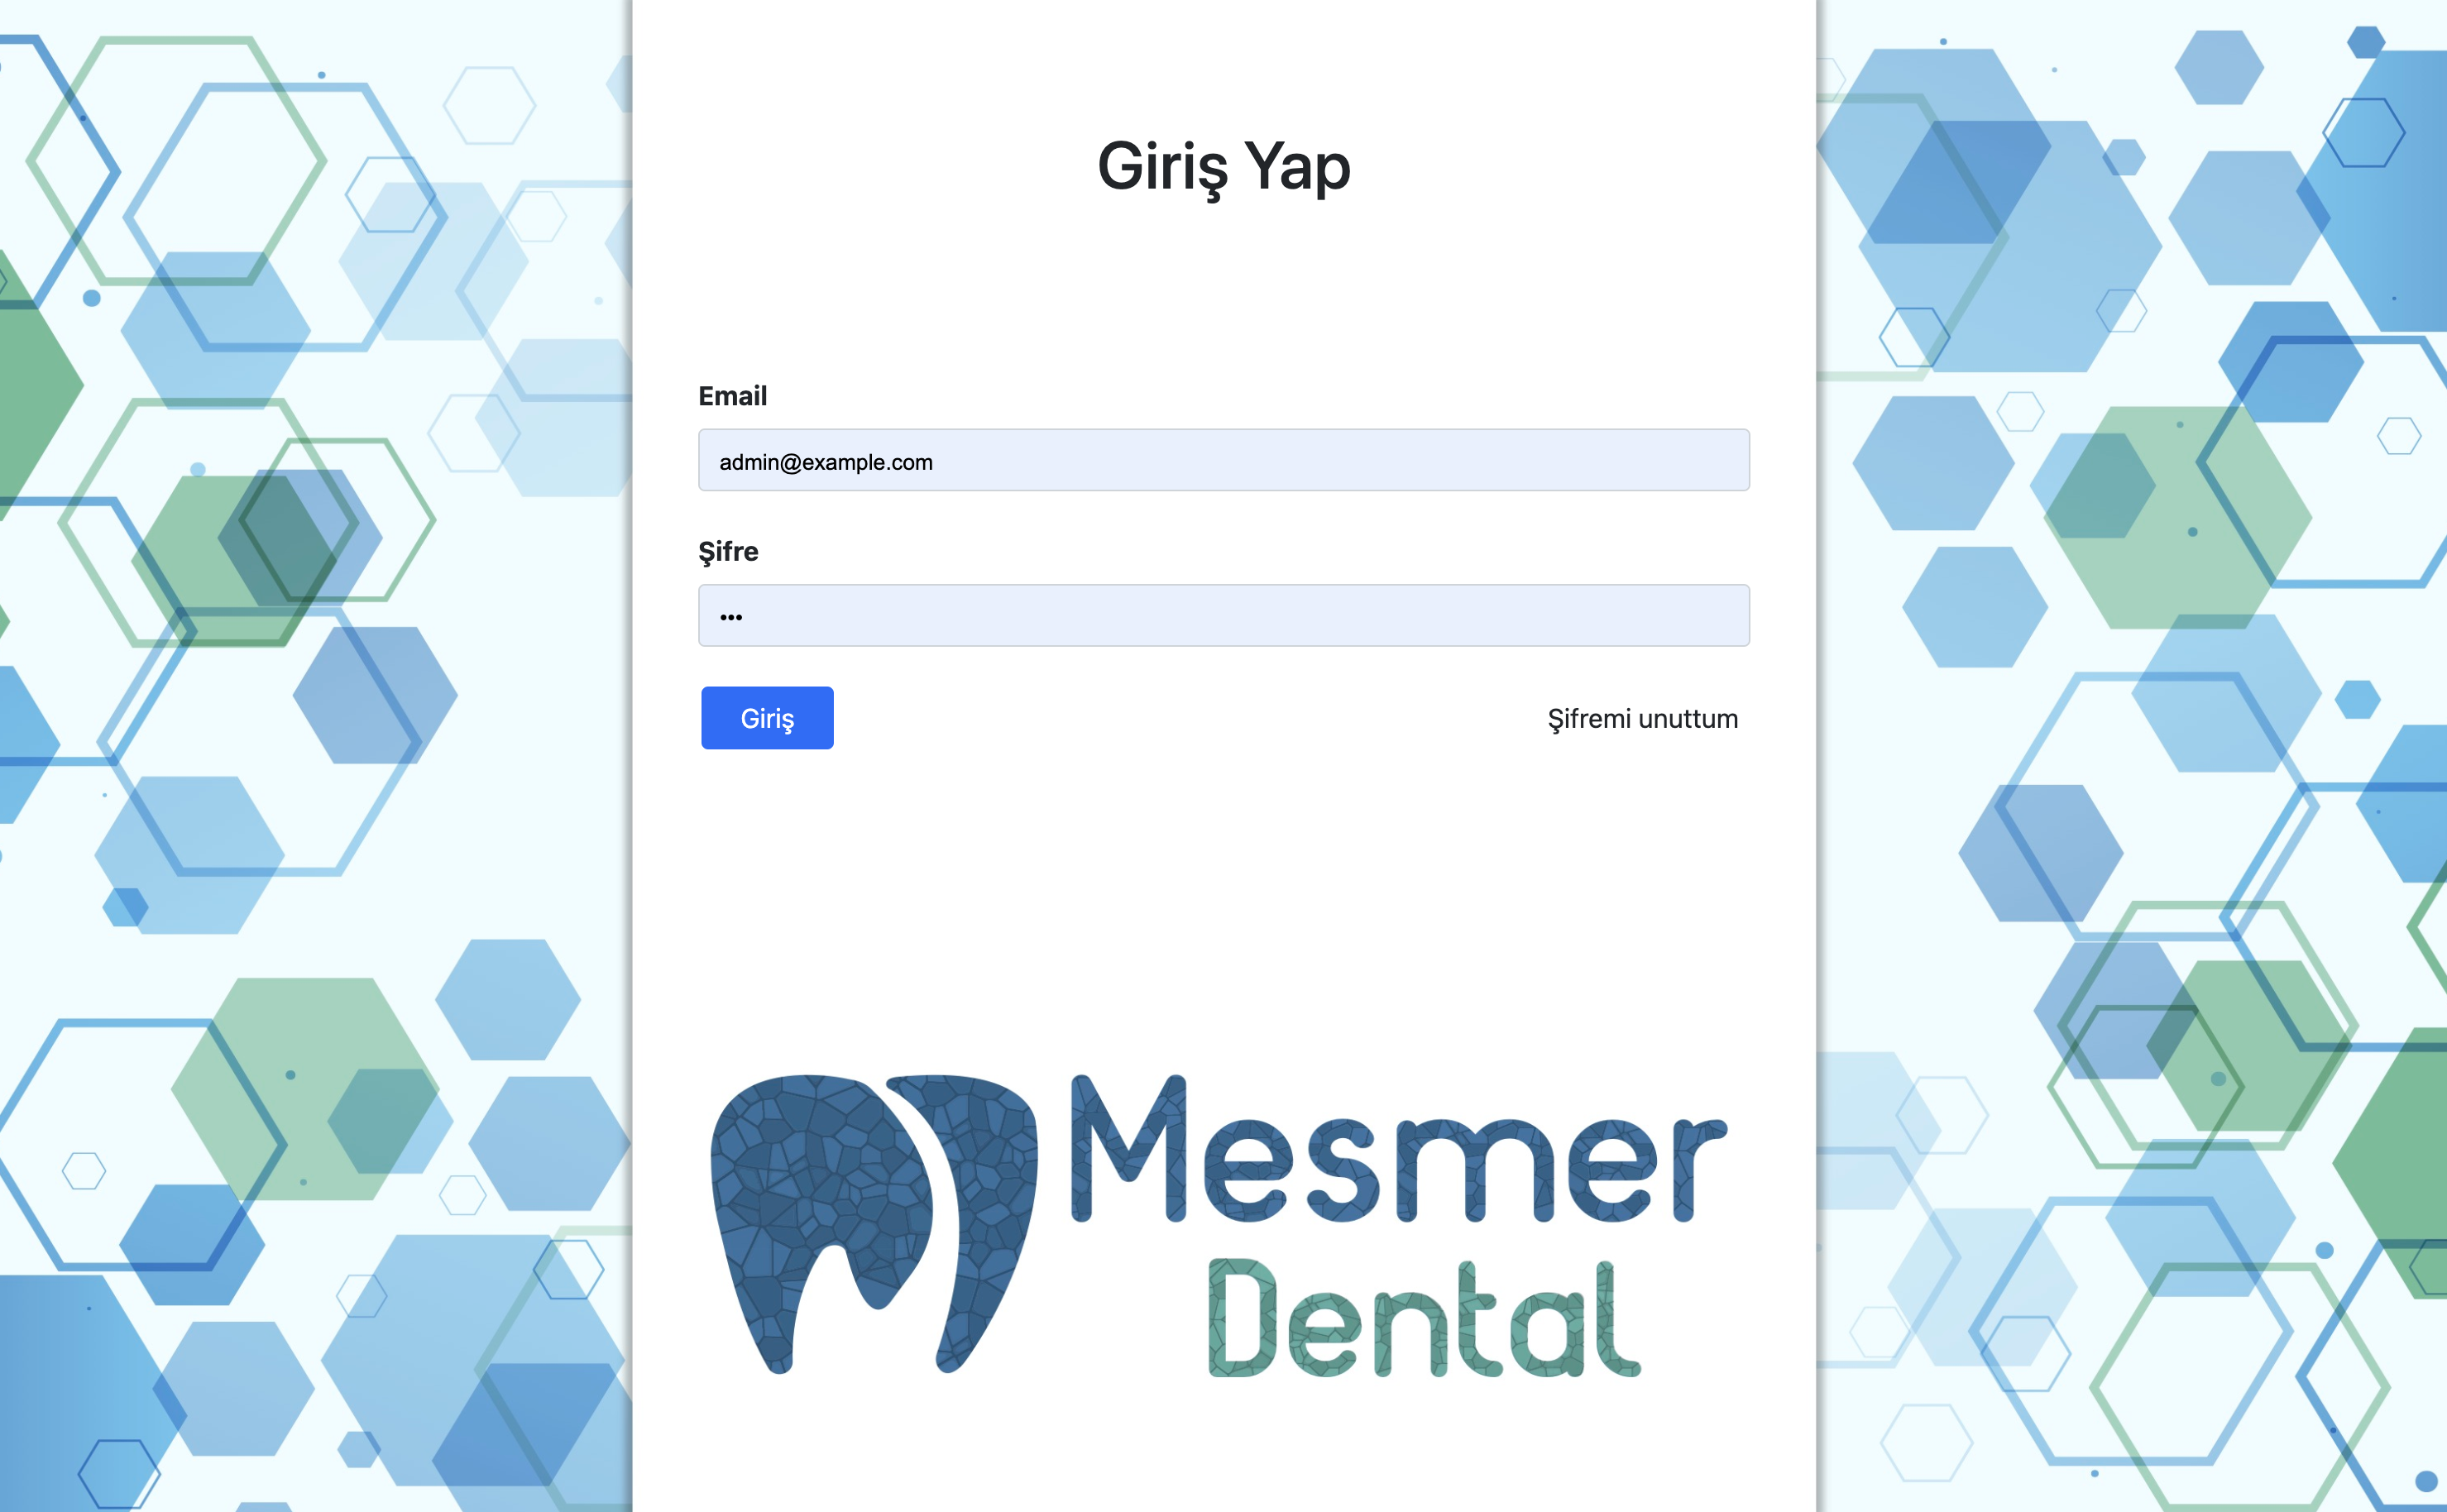 Giriş Yap
Email
admin@example.com
Şifre
•••
Giriş
Şifremi unuttum
Mesmer
Dental